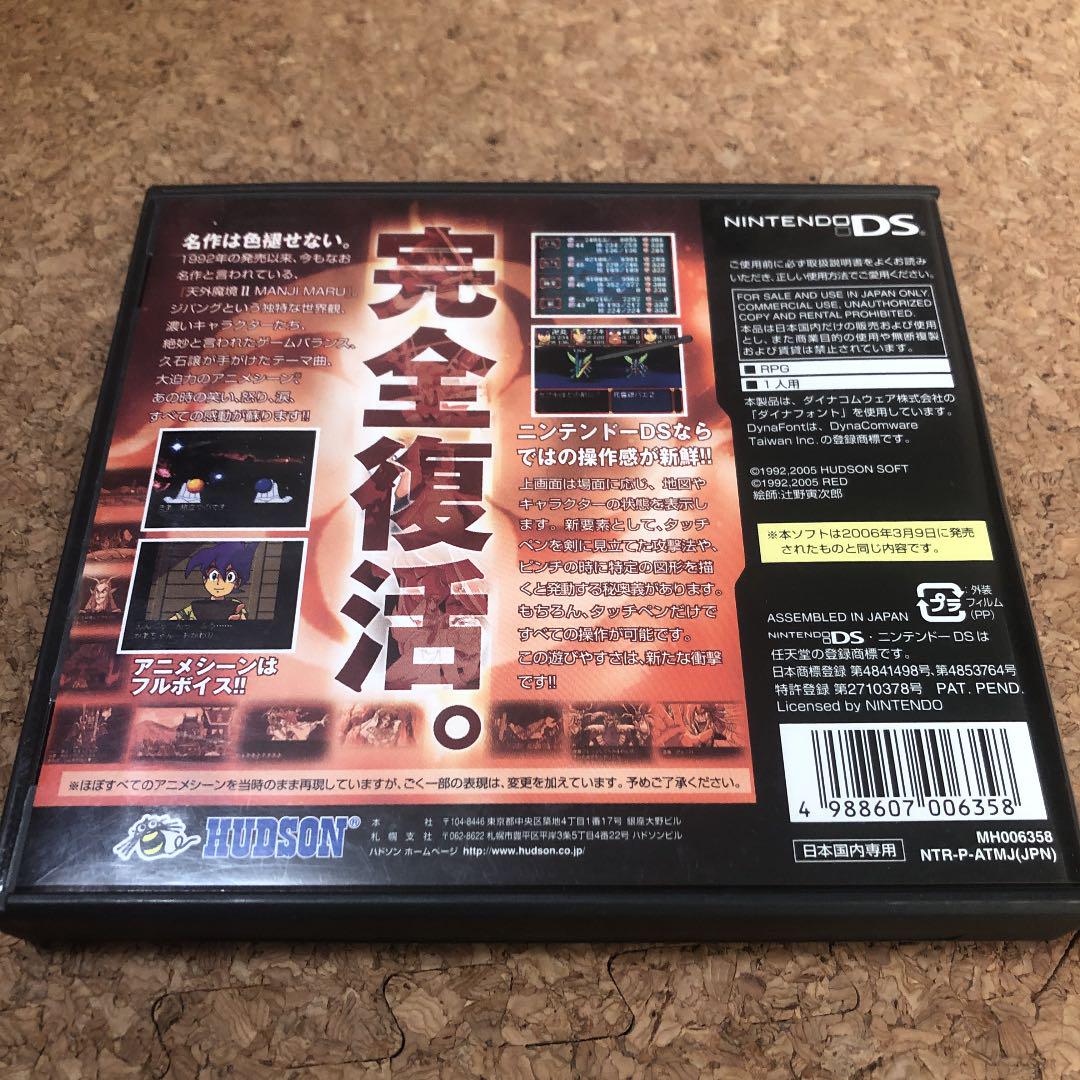 名作は色褪せない。
1992年の発売以来、今もなお
名作と言われている、
「天外魔境II MANJI MARU」。
ジパングという独特な世界観、
濃いキャラクターたち、
絶妙と言われたゲームバランス、
久石譲が手がけたテーマ曲、
大迫力のアニメシーン※、
あの時の笑い、怒り、涙、
すべての感動が蘇ります!!
完全復活。
アニメシーンは
フルボイス!!
ニンテンドーDSなら
ではの操作感が新鮮!!
上画面は場面に応じ、地図や
キャラクターの状態を表示し
ます。新要素として、タッチ
ペンを剣に見立てた攻撃法や、
ピンチの時に特定の図形を描
くと発動する秘奥義があります。
もちろん、タッチペンだけで
すべての操作が可能です。
この遊びやすさは、新たな衝撃
です!!
※ほぼすべてのアニメシーンを当時のまま再現していますが、ごく一部の表現は、変更を加えています。予めご了承ください。
HUDSON®
本 社 〒104-8446 東京都中央区築地4丁目1番17号 銀座大野ビル
札幌支社 〒062-8622 札幌市豊平区平岸3条5丁目1番18号 ハドソンビル
ハドソン ホームページ http://www.hudson.co.jp/
NINTENDO DS
ご使用前に必ず取扱説明書をよくお読み
いただき、正しい使用方法でご愛用ください。
FOR SALE AND USE IN JAPAN ONLY
COMMERCIAL USE, UNAUTHORIZED
COPY AND RENTAL PROHIBITED.
本品は日本国内だけの販売および使用
とし、また商業目的の使用や無断複製
および賃貸は禁止されています。
■ RPG
■ 1人用
本製品は、ダイナコムウェア株式会社の
「ダイナフォント」を使用しています。
DynaFontは、DynaComware
Taiwan Inc.の登録商標です。
©1992,2005 HUDSON SOFT
©1992,2005 RED
絵師:辻野寅次郎
※本ソフトは2006年3月9日に発売
されたものと同じ内容です。
プラ
:外装
フィルム
(PP)
ASSEMBLED IN JAPAN
NINTENDO DS・ニンテンドーDSは
任天堂の登録商標です。
日本商標登録 第4841498号、第4853764号
特許登録 第2710378号 PAT. PEND.
Licensed by NINTENDO
4 988607 006358
日本国内専用
MH006358
NTR-P-ATMJ(JPN)